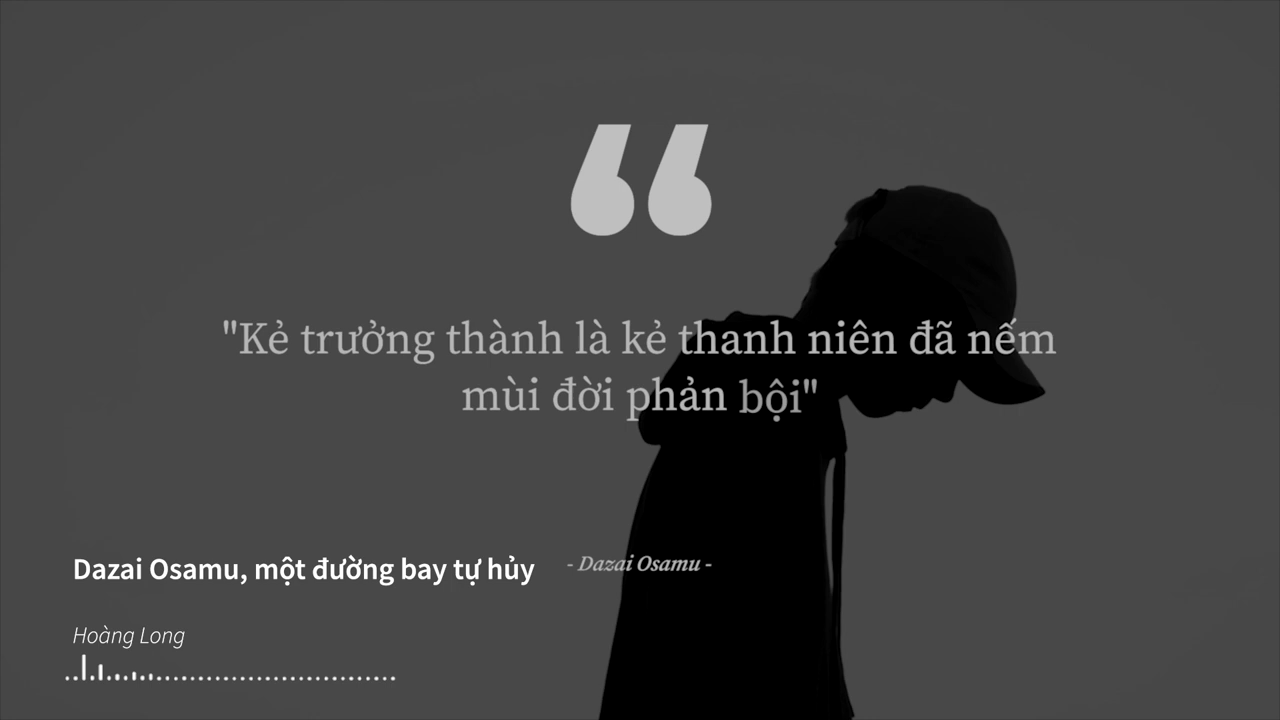 "Kẻ trưởng thành là kẻ thanh niên đã nếm
mùi đời phản bội"
- Dazai Osamu -
Dazai Osamu, một đường bay tự hủy
Hoàng Long